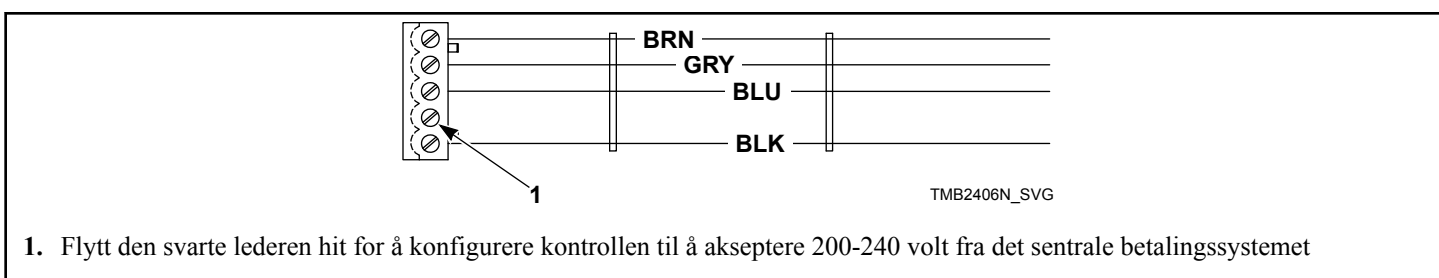 BRN
GRY
BLU
BLK
1
TMB2406N_SVG
1. Flytt den svarte lederen hit for å konfigurere kontrollen til å akseptere 200-240 volt fra det sentrale betalingssystemet